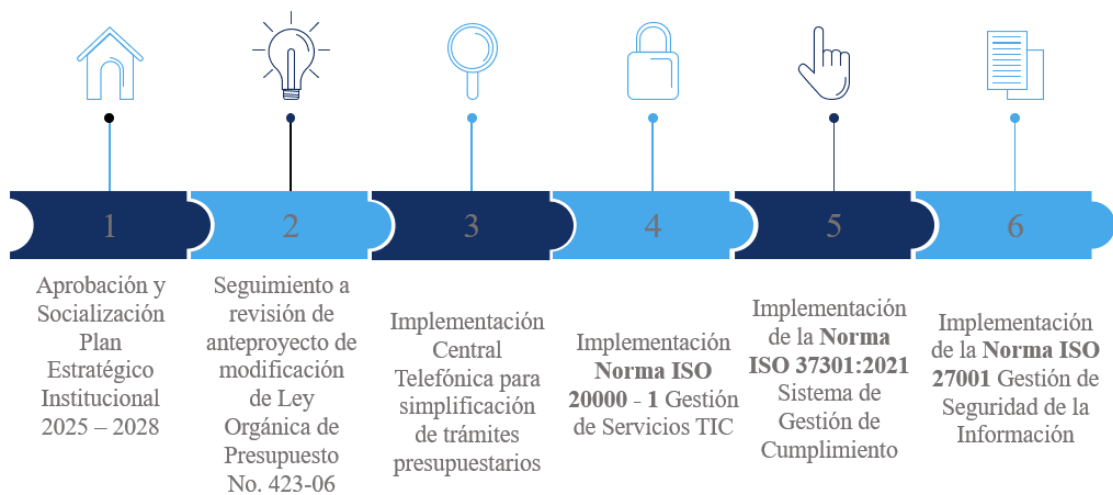 1
Aprobación y
Socialización
Plan
Estratégico
Institucional
2025 – 2028
2
Seguimiento a
revisión de
anteproyecto de
modificación
de Ley
Orgánica de
Presupuesto
No. 423-06
3
Implementación
Central
Telefónica para
simplificación
de trámites
presupuestarios
4
Implementación
Norma ISO
20000 - 1 Gestión
de Servicios TIC
5
Implementación
de la Norma
ISO 37301:2021
Sistema de
Gestión de
Cumplimiento
6
Implementación
de la Norma ISO
27001 Gestión de
Seguridad de la
Información